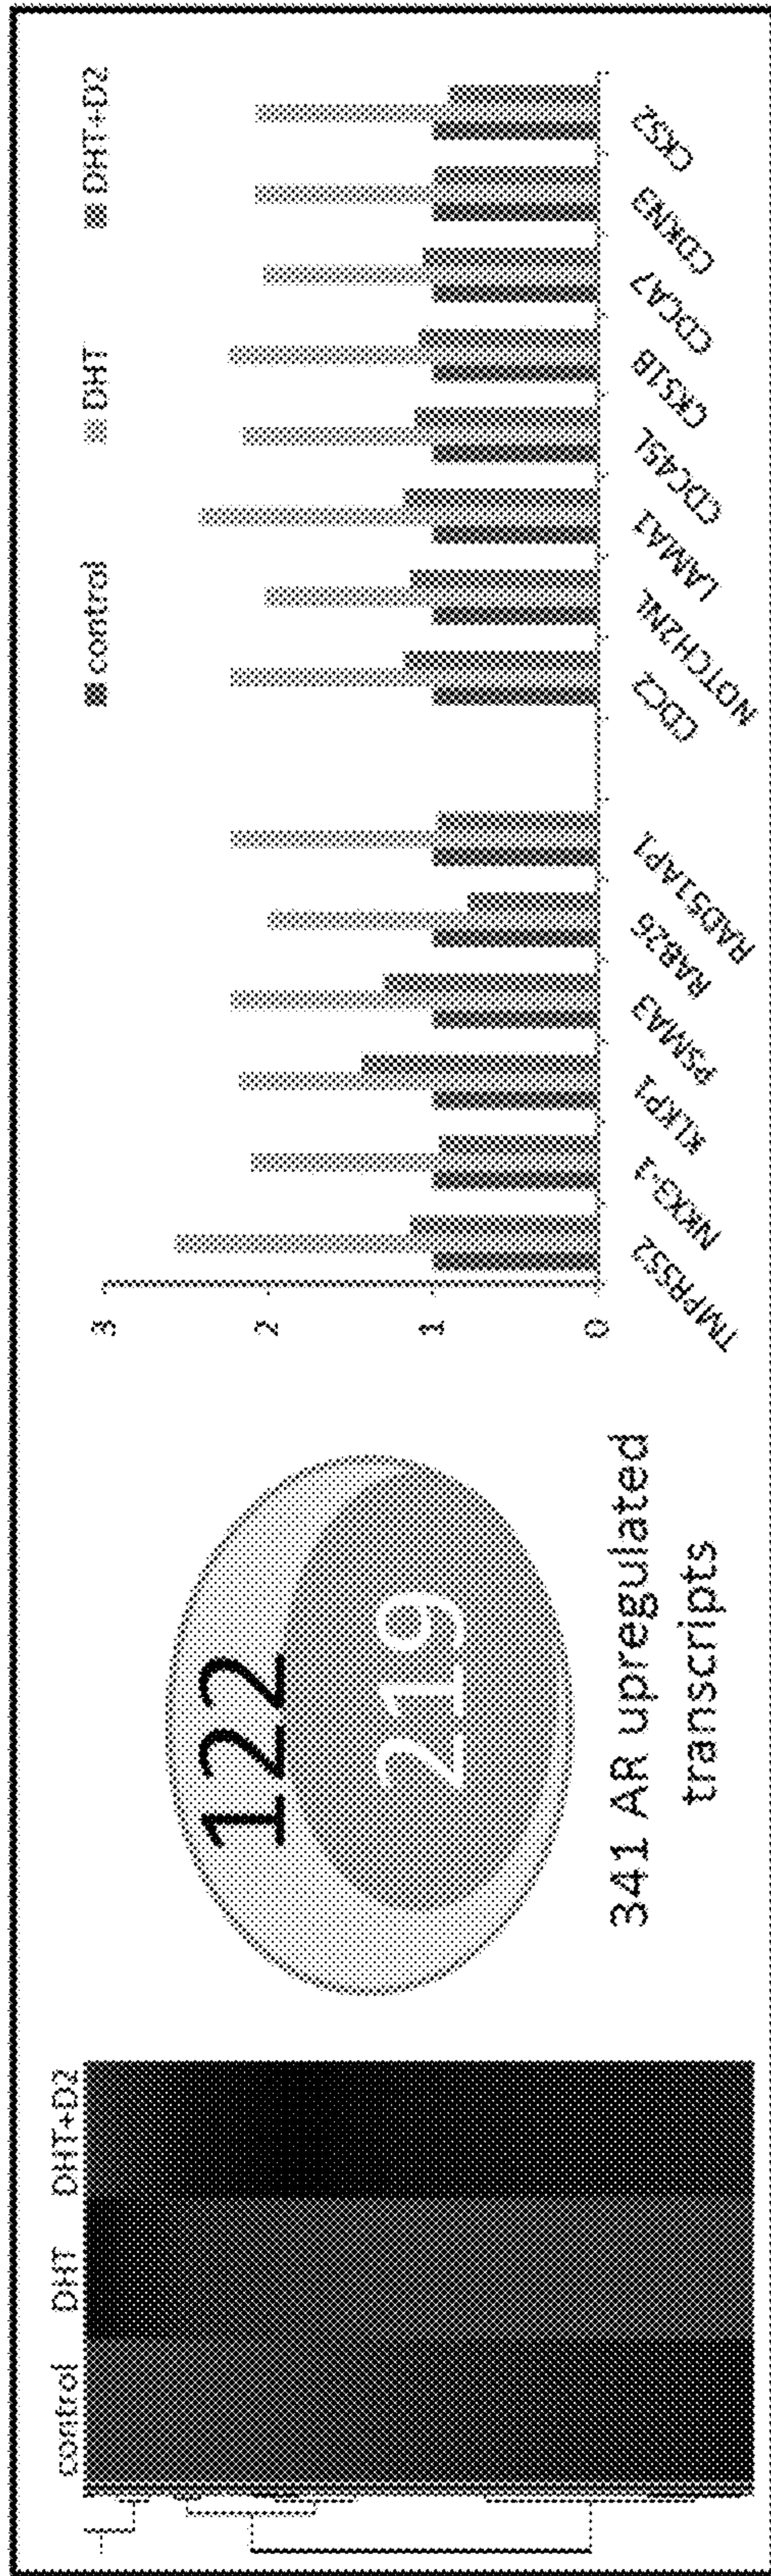 control DHT DHT+D2
122
219
341 AR upregulated
transcripts
control DHT DHT+D2
3
2
1
0
TMPRSS2
NKX3-1
KLKP1
PSMA3
RAB26
RAD51AP1
CDC2
NOTCH2NL
LAMA1
CDC45L
CKS1B
CDCA7
CDKN3
CKS2